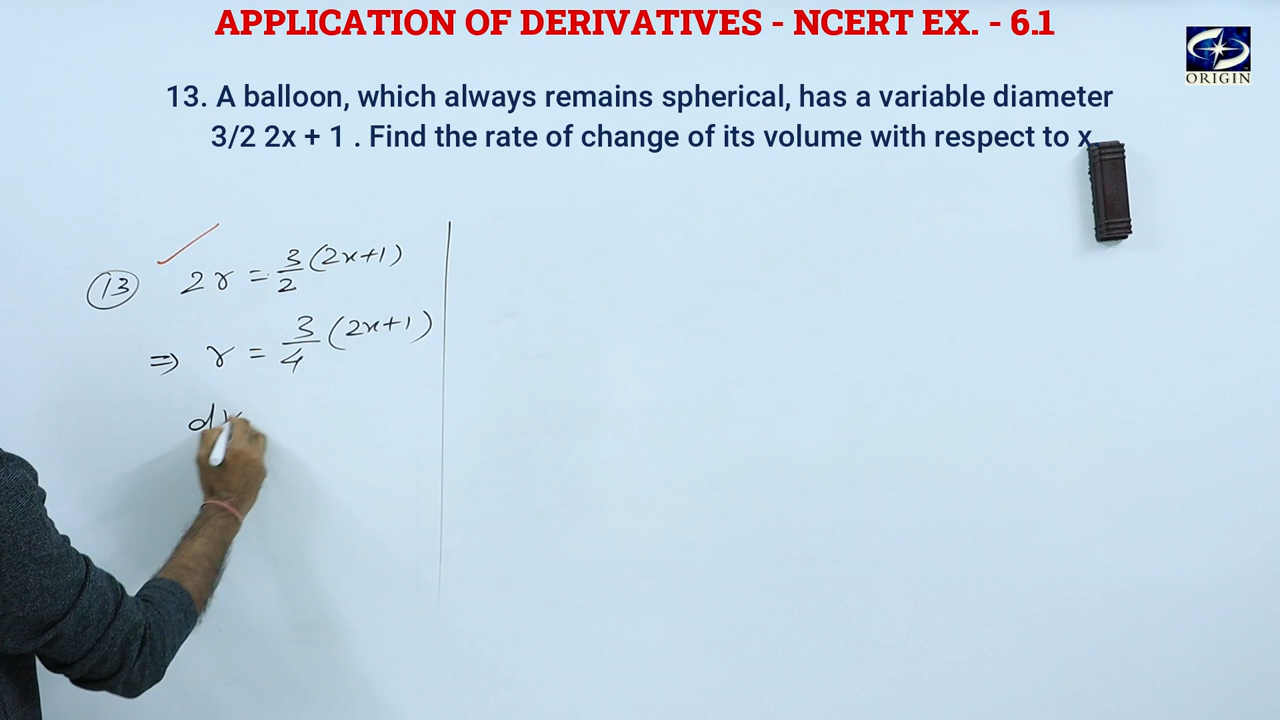 APPLICATION OF DERIVATIVES - NCERT EX. - 6.1
ORIGIN
13. A balloon, which always remains spherical, has a variable diameter
3/2 2x + 1 . Find the rate of change of its volume with respect to x.
13 2r = 3/2 (2x+1)
⇒ r = 3/4 (2x+1)